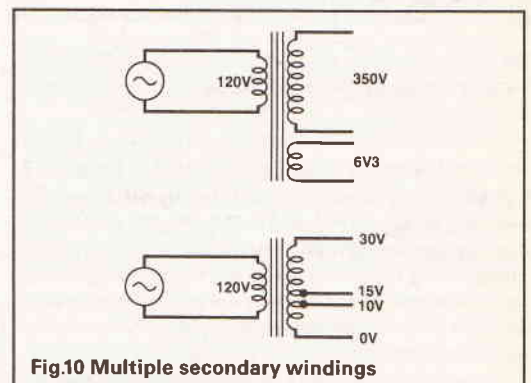 120V
350V
6V3
120V
30V
15V
10V
0V
Fig.10 Multiple secondary windings